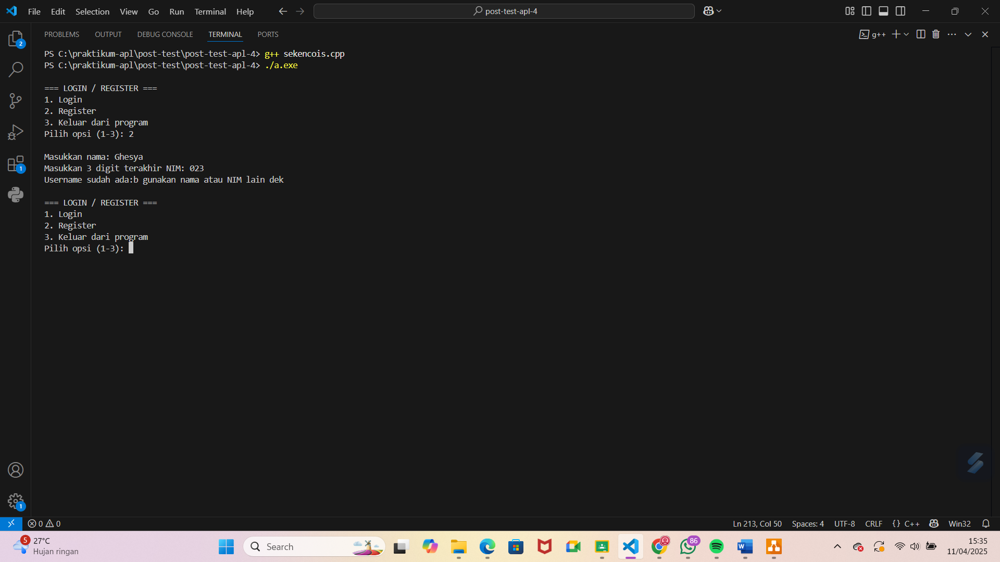 File Edit Selection View Go Run Terminal Help
post-test-apl-4
PROBLEMS OUTPUT DEBUG CONSOLE TERMINAL PORTS
g++
PS C:\praktikum-apl\post-test\post-test-apl-4> g++ sekencois.cpp
PS C:\praktikum-apl\post-test\post-test-apl-4> ./a.exe
=== LOGIN / REGISTER ===
1. Login
2. Register
3. Keluar dari program
Pilih opsi (1-3): 2
Masukkan nama: Ghesya
Masukkan 3 digit terakhir NIM: 023
Username sudah ada:b gunakan nama atau NIM lain dek
=== LOGIN / REGISTER ===
1. Login
2. Register
3. Keluar dari program
Pilih opsi (1-3):
2
1
1
0 0
Ln 213, Col 50 Spaces: 4 UTF-8 CRLF {} C++ Win32
5
27°C
Hujan ringan
Search
86
15:35
11/04/2025